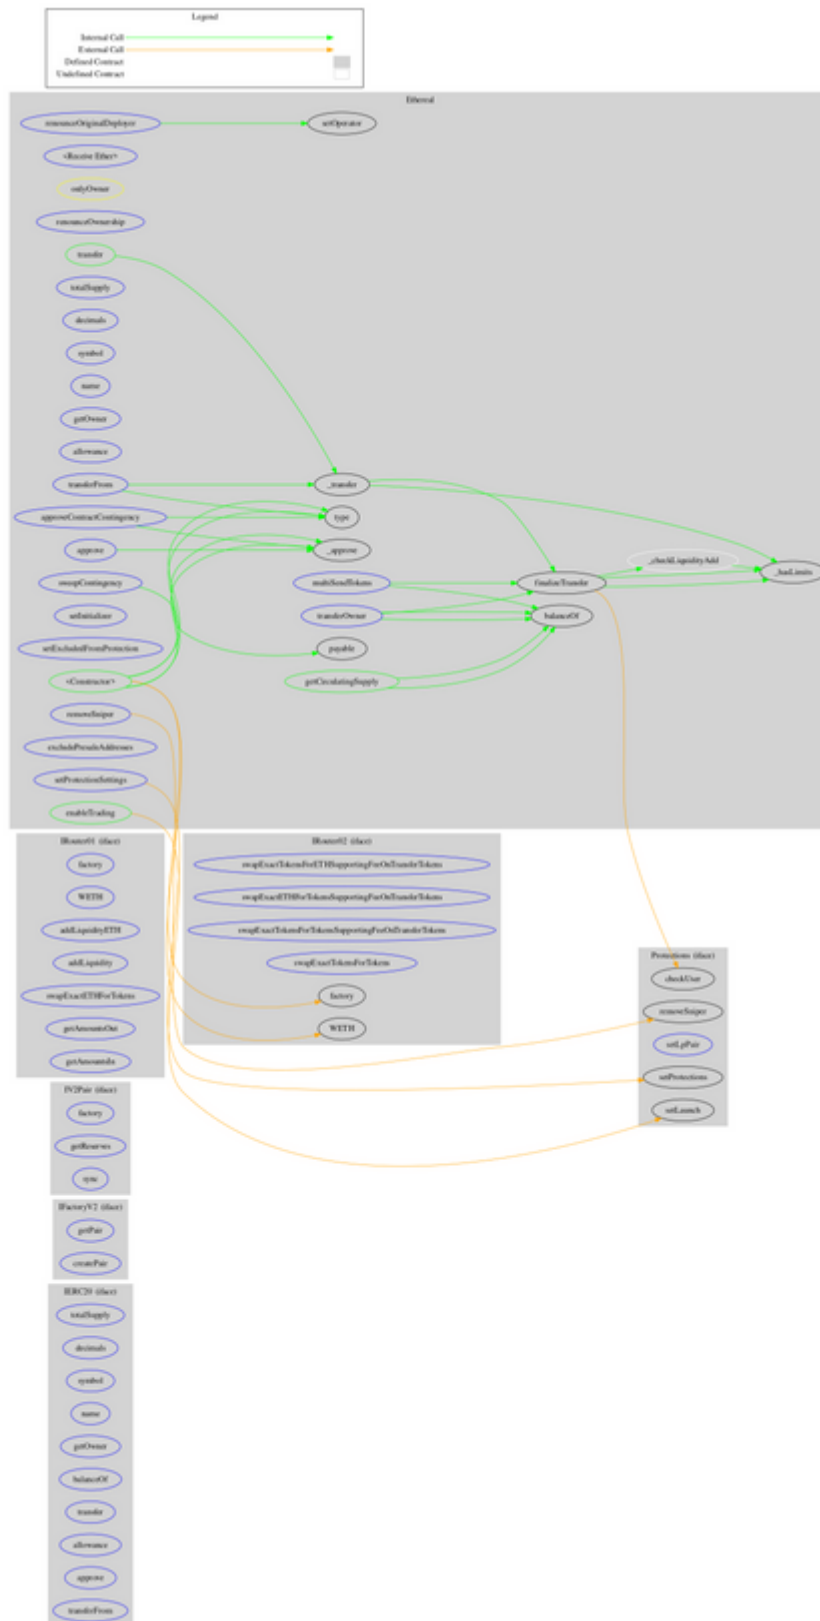 Legend
Internal Call
External Call
Defined Contract
Undefined Contract
Ethereal
renounceOriginalDeployer
setOperator
<Receive Ether>
onlyOwner
renounceOwnership
transfer
totalSupply
decimals
symbol
name
getOwner
allowance
transferFrom
_transfer
approveContractContingency
type
approve
_approve
sweepContingency
multiSendTokens
finalizeTransfer
_checkLiquidityAdd
_hasLimits
setInitializer
transferOwner
balanceOf
setExcludedFromProtection
payable
<Constructor>
getCirculatingSupply
removeSniper
excludePresaleAddresses
setProtectionSettings
enableTrading
IRouter01 (iface)
factory
WETH
addLiquidityETH
addLiquidity
swapExactETHForTokens
getAmountsOut
getAmountsIn
IRouter02 (iface)
swapExactTokensForETHSupportingFeeOnTransferTokens
swapExactETHForTokensSupportingFeeOnTransferTokens
swapExactTokensForTokensSupportingFeeOnTransferTokens
swapExactTokensForTokens
factory
WETH
Protections (iface)
checkUser
removeSniper
setLpPair
setProtections
setLaunch
IV2Pair (iface)
factory
getReserves
sync
IFactoryV2 (iface)
getPair
createPair
IERC20 (iface)
totalSupply
decimals
symbol
name
getOwner
balanceOf
transfer
allowance
approve
transferFrom